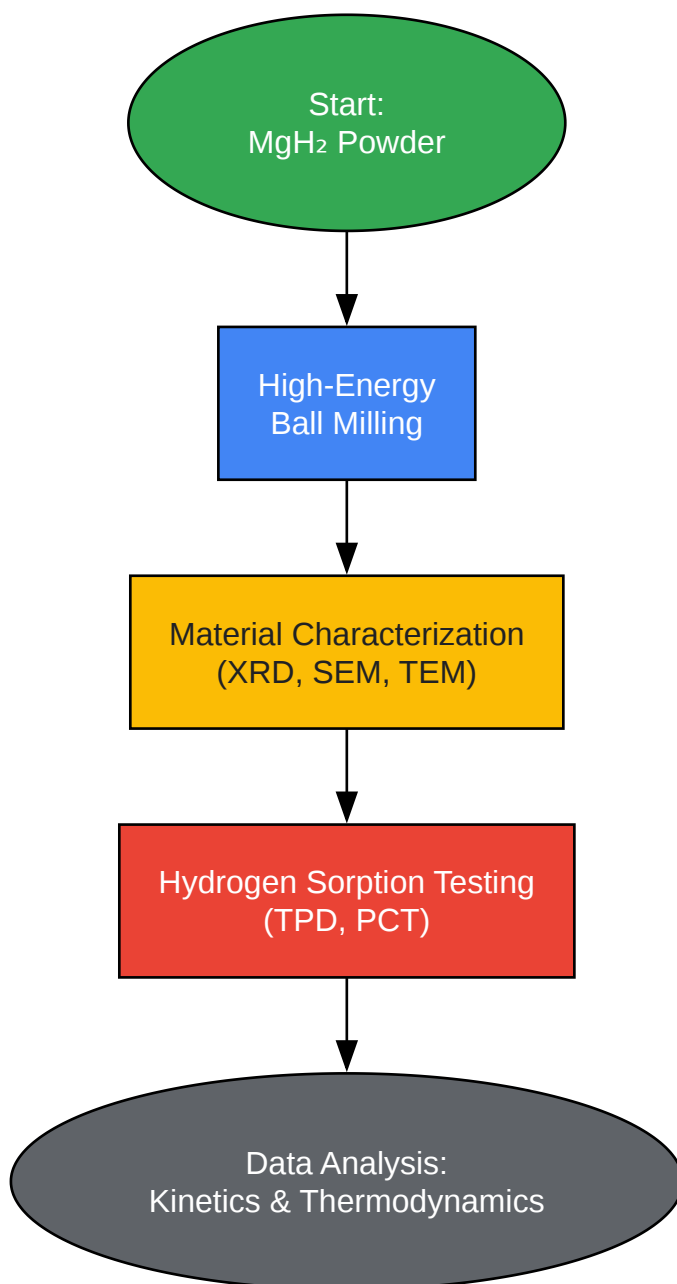 Start:
MgH₂ Powder
High-Energy
Ball Milling
Material Characterization
(XRD, SEM, TEM)
Hydrogen Sorption Testing
(TPD, PCT)
Data Analysis:
Kinetics & Thermodynamics